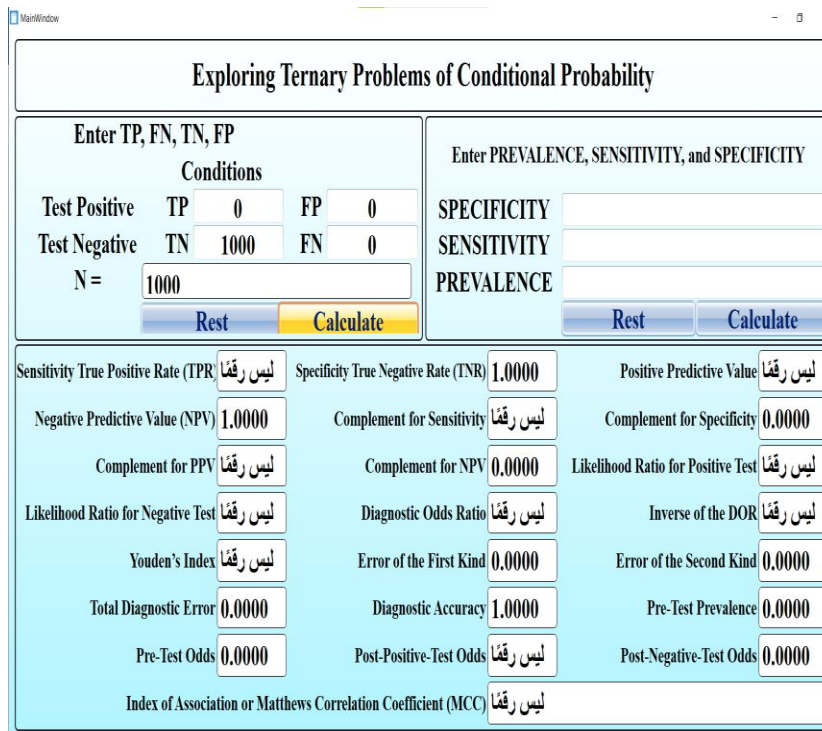 MainWindow
Exploring Ternary Problems of Conditional Probability
Enter TP, FN, TN, FP
Conditions
Test Positive TP 0 FP 0
Test Negative TN 1000 FN 0
N = 1000
Rest Calculate
Enter PREVALENCE, SENSITIVITY, and SPECIFICITY
SPECIFICITY
SENSITIVITY
PREVALENCE
Rest Calculate
Sensitivity True Positive Rate (TPR) ليس رقمًا Specificity True Negative Rate (TNR) 1.0000 Positive Predictive Value ليس رقمًا
Negative Predictive Value (NPV) 1.0000 Complement for Sensitivity ليس رقمًا Complement for Specificity 0.0000
Complement for PPV ليس رقمًا Complement for NPV 0.0000 Likelihood Ratio for Positive Test ليس رقمًا
Likelihood Ratio for Negative Test ليس رقمًا Diagnostic Odds Ratio ليس رقمًا Inverse of the DOR ليس رقمًا
Youden’s Index ليس رقمًا Error of the First Kind 0.0000 Error of the Second Kind 0.0000
Total Diagnostic Error 0.0000 Diagnostic Accuracy 1.0000 Pre-Test Prevalence 0.0000
Pre-Test Odds 0.0000 Post-Positive-Test Odds ليس رقمًا Post-Negative-Test Odds 0.0000
Index of Association or Matthews Correlation Coefficient (MCC) ليس رقمًا